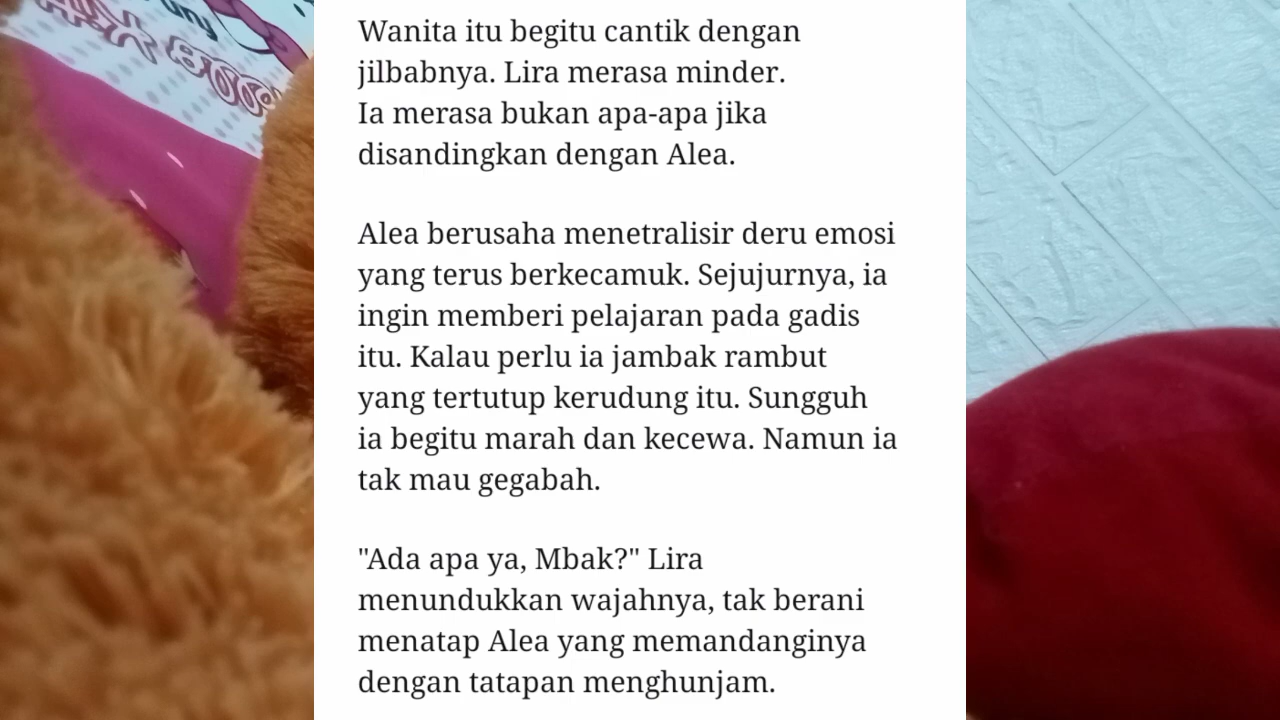 Wanita itu begitu cantik dengan
jilbabnya. Lira merasa minder.
Ia merasa bukan apa-apa jika
disandingkan dengan Alea.
Alea berusaha menetralisir deru emosi
yang terus berkecamuk. Sejujurnya, ia
ingin memberi pelajaran pada gadis
itu. Kalau perlu ia jambak rambut
yang tertutup kerudung itu. Sungguh
ia begitu marah dan kecewa. Namun ia
tak mau gegabah.
"Ada apa ya, Mbak?" Lira
menundukkan wajahnya, tak berani
menatap Alea yang memandanginya
dengan tatapan menghunjam.